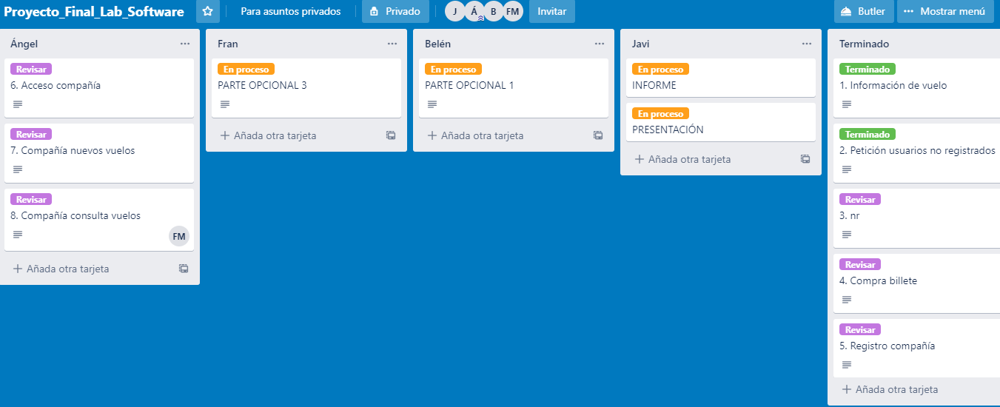 Proyecto_Final_Lab_Software
Para asuntos privados
Privado
J
Á
B
FM
Invitar
Butler
Mostrar menú
Ángel
Revisar
6. Acceso compañía
Revisar
7. Compañía nuevos vuelos
Revisar
8. Compañía consulta vuelos
FM
Añada otra tarjeta
Fran
En proceso
PARTE OPCIONAL 3
Añada otra tarjeta
Belén
En proceso
PARTE OPCIONAL 1
Añada otra tarjeta
Javi
En proceso
INFORME
En proceso
PRESENTACIÓN
Añada otra tarjeta
Terminado
Terminado
1. Información de vuelo
Terminado
2. Petición usuarios no registrados
Revisar
3. nr
Revisar
4. Compra billete
Revisar
5. Registro compañía
Añada otra tarjeta